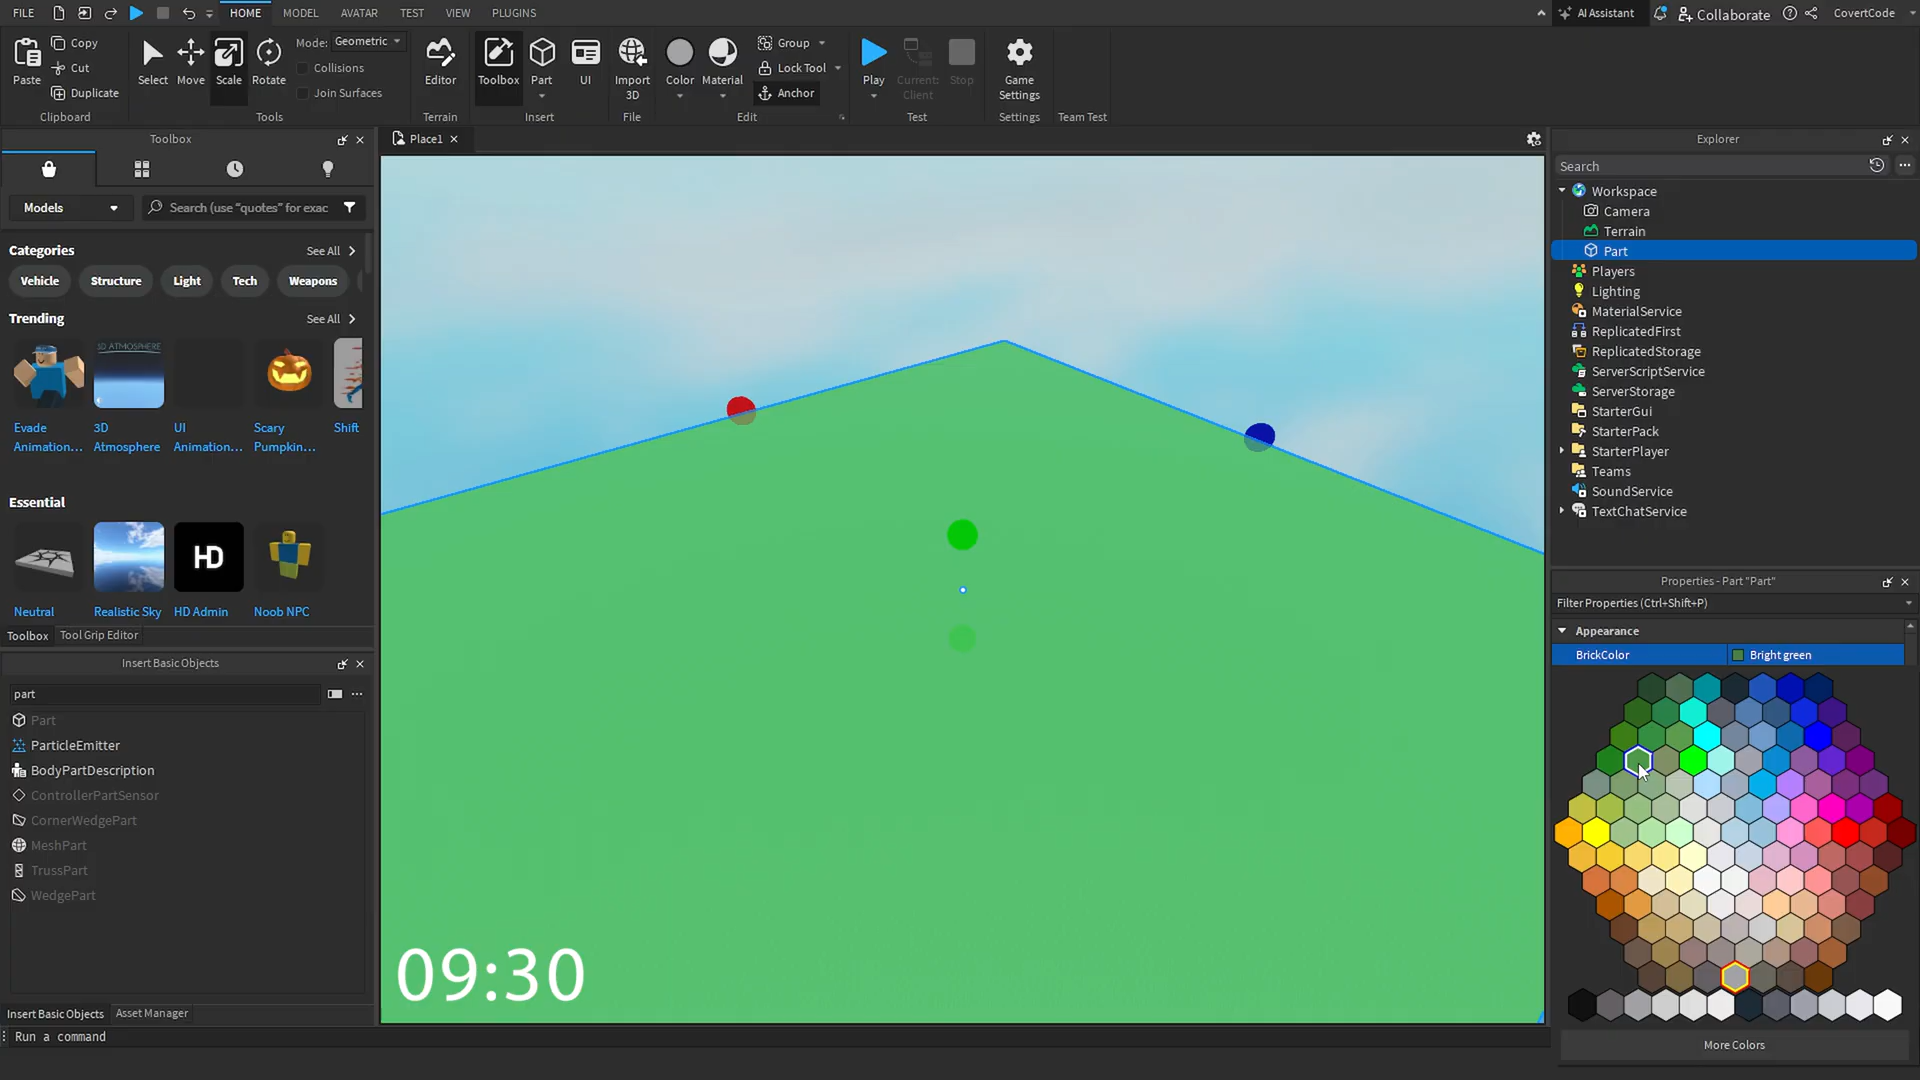 FILE HOME MODEL AVATAR TEST VIEW PLUGINS AI Assistant Collaborate CovertCode
Copy Mode: Geometric Group
Cut Collisions Lock Tool
Paste Select Move Scale Rotate Editor Toolbox Part UI Import 3D Color Material Play Current: Client Stop Game Settings
Duplicate Join Surfaces Anchor
Clipboard Tools Terrain Insert File Edit Test Settings Team Test
Toolbox
Place1
Explorer
Models
Search (use "quotes" for exac
Search
Categories See All
Vehicle Structure Light Tech Weapons
Trending See All
3D ATMOSPHERE
Evade Animation...
3D Atmosphere
UI Animation...
Scary Pumpkin...
Shift
Essential
HD
Neutral
Realistic Sky
HD Admin
Noob NPC
Toolbox Tool Grip Editor
Insert Basic Objects
part
Part
ParticleEmitter
BodyPartDescription
ControllerPartSensor
CornerWedgePart
MeshPart
TrussPart
WedgePart
Insert Basic Objects Asset Manager
Run a command
09:30
Workspace
Camera
Terrain
Part
Players
Lighting
MaterialService
ReplicatedFirst
ReplicatedStorage
ServerScriptService
ServerStorage
StarterGui
StarterPack
StarterPlayer
Teams
SoundService
TextChatService
Properties - Part "Part"
Filter Properties (Ctrl+Shift+P)
Appearance
BrickColor Bright green
More Colors